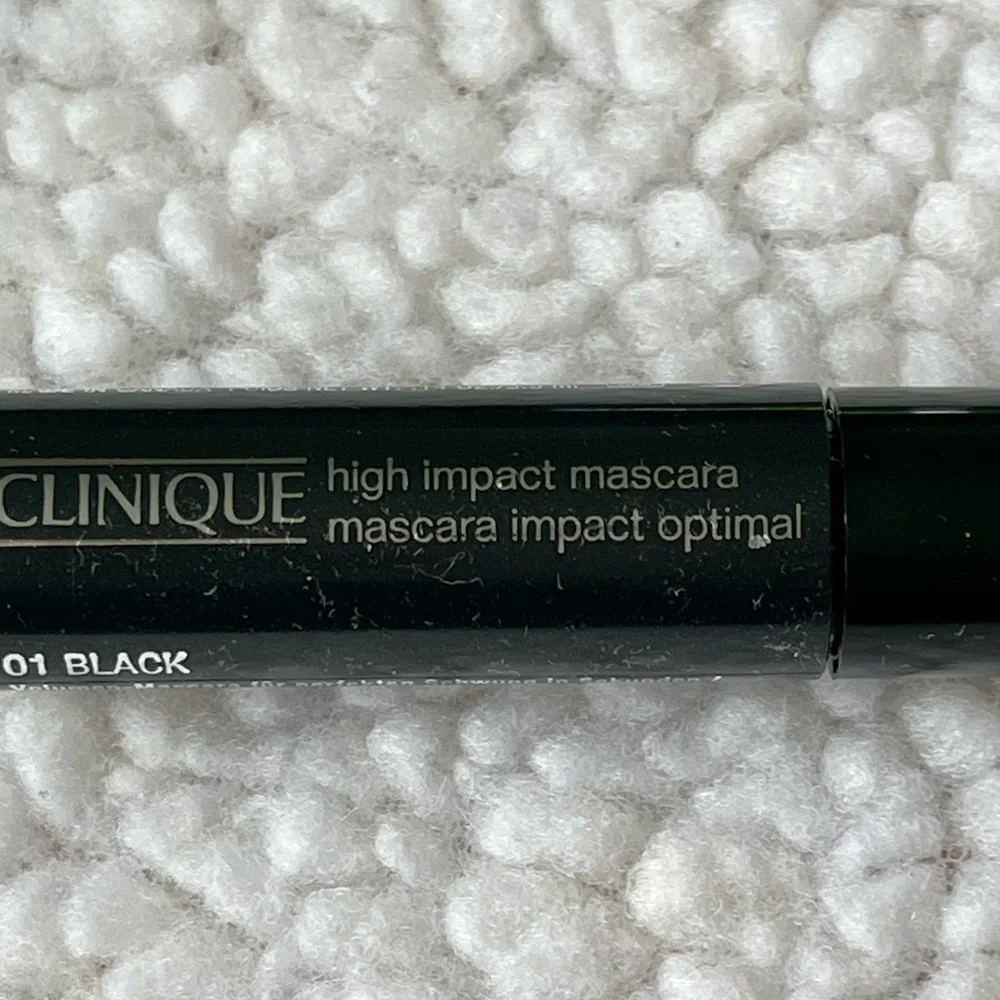 CLINIQUE
high impact mascara
mascara impact optimal
01 BLACK